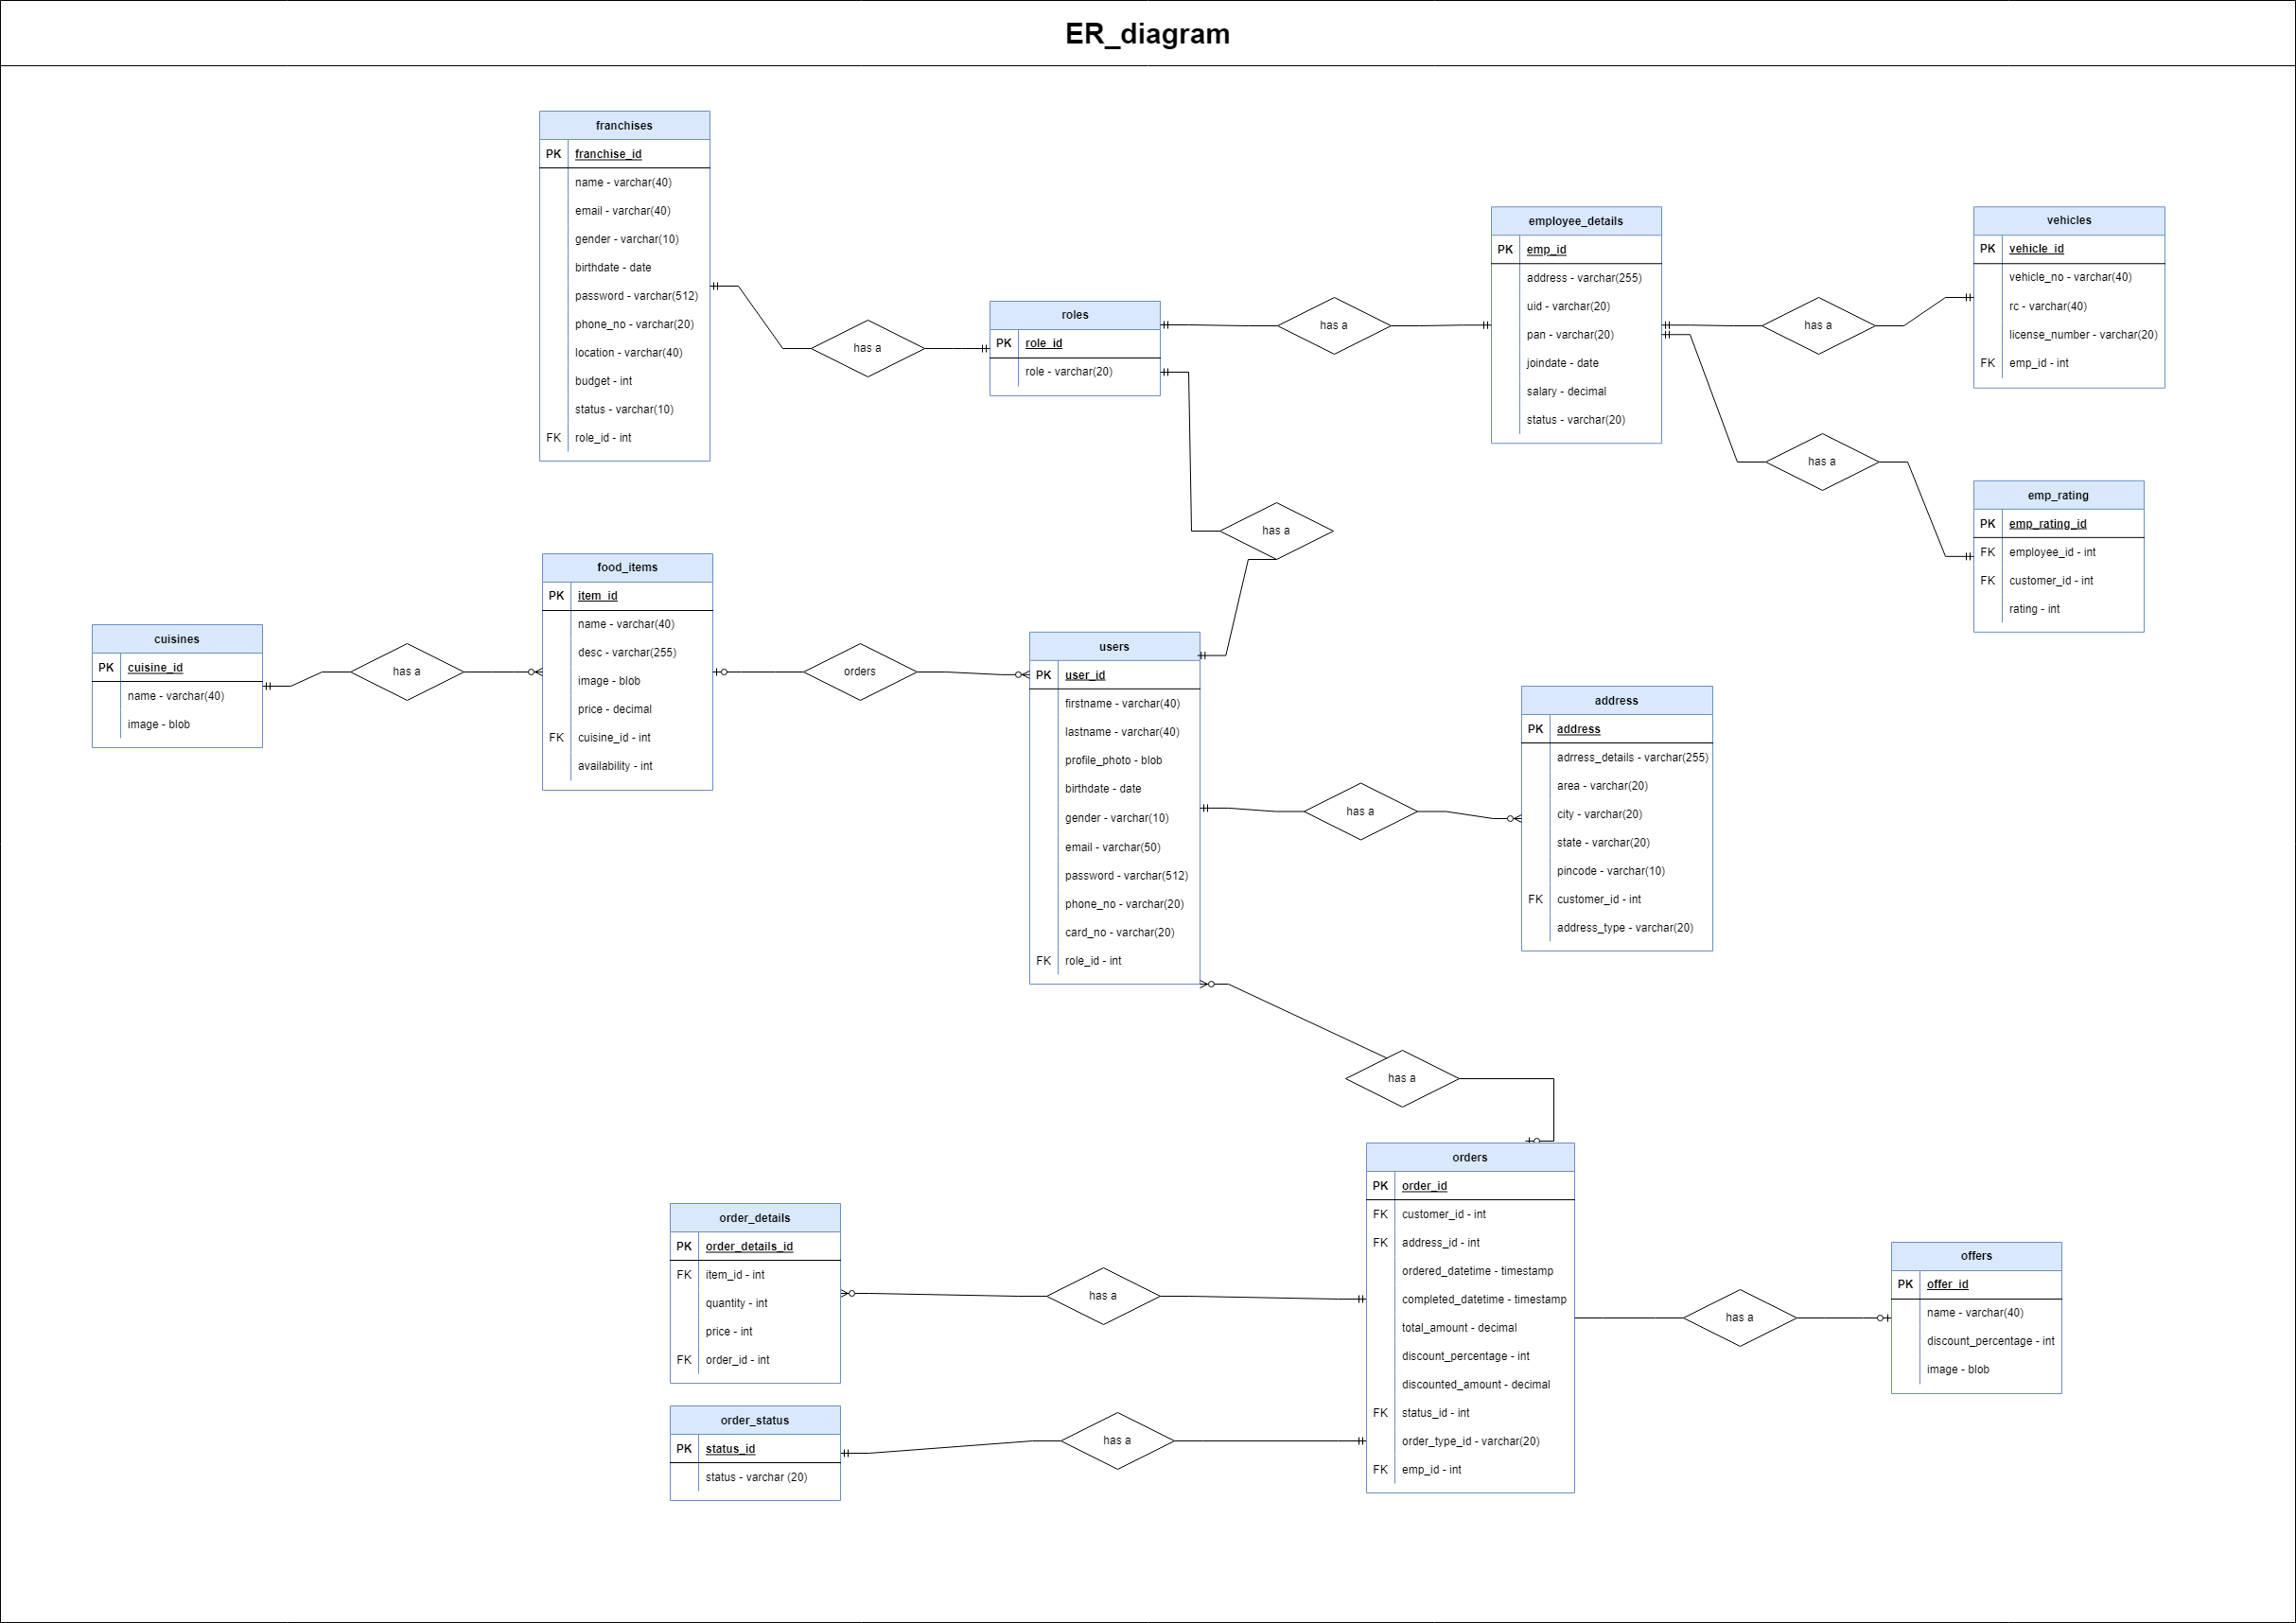 ER_diagram
franchises
PK franchise_id
name - varchar(40)
email - varchar(40)
gender - varchar(10)
birthdate - date
password - varchar(512)
phone_no - varchar(20)
location - varchar(40)
budget - int
status - varchar(10)
FK role_id - int
has a
roles
PK role_id
role - varchar(20)
has a
employee_details
PK emp_id
address - varchar(255)
uid - varchar(20)
pan - varchar(20)
joindate - date
salary - decimal
status - varchar(20)
has a
vehicles
PK vehicle_id
vehicle_no - varchar(40)
rc - varchar(40)
license_number - varchar(20)
FK emp_id - int
has a
emp_rating
PK emp_rating_id
FK employee_id - int
FK customer_id - int
rating - int
has a
cuisines
PK cuisine_id
name - varchar(40)
image - blob
has a
food_items
PK item_id
name - varchar(40)
desc - varchar(255)
image - blob
price - decimal
FK cuisine_id - int
availability - int
orders
users
PK user_id
firstname - varchar(40)
lastname - varchar(40)
profile_photo - blob
birthdate - date
gender - varchar(10)
email - varchar(50)
password - varchar(512)
phone_no - varchar(20)
card_no - varchar(20)
FK role_id - int
has a
address
PK address
adrress_details - varchar(255)
area - varchar(20)
city - varchar(20)
state - varchar(20)
pincode - varchar(10)
FK customer_id - int
address_type - varchar(20)
has a
orders
PK order_id
FK customer_id - int
FK address_id - int
ordered_datetime - timestamp
completed_datetime - timestamp
total_amount - decimal
discount_percentage - int
discounted_amount - decimal
FK status_id - int
order_type_id - varchar(20)
FK emp_id - int
order_details
PK order_details_id
FK item_id - int
quantity - int
price - int
FK order_id - int
has a
order_status
PK status_id
status - varchar (20)
has a
has a
offers
PK offer_id
name - varchar(40)
discount_percentage - int
image - blob